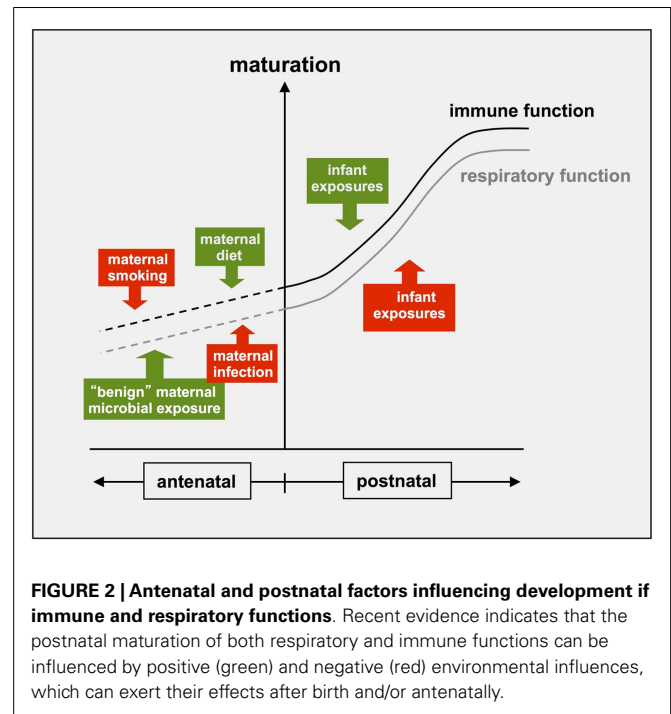 maturation
immune function
respiratory function
infant
exposures
maternal
diet
maternal
smoking
infant
exposures
maternal
infection
“benign” maternal
microbial exposure
antenatal
postnatal
FIGURE 2 | Antenatal and postnatal factors influencing development if
immune and respiratory functions. Recent evidence indicates that the
postnatal maturation of both respiratory and immune functions can be
influenced by positive (green) and negative (red) environmental influences,
which can exert their effects after birth and/or antenatally.